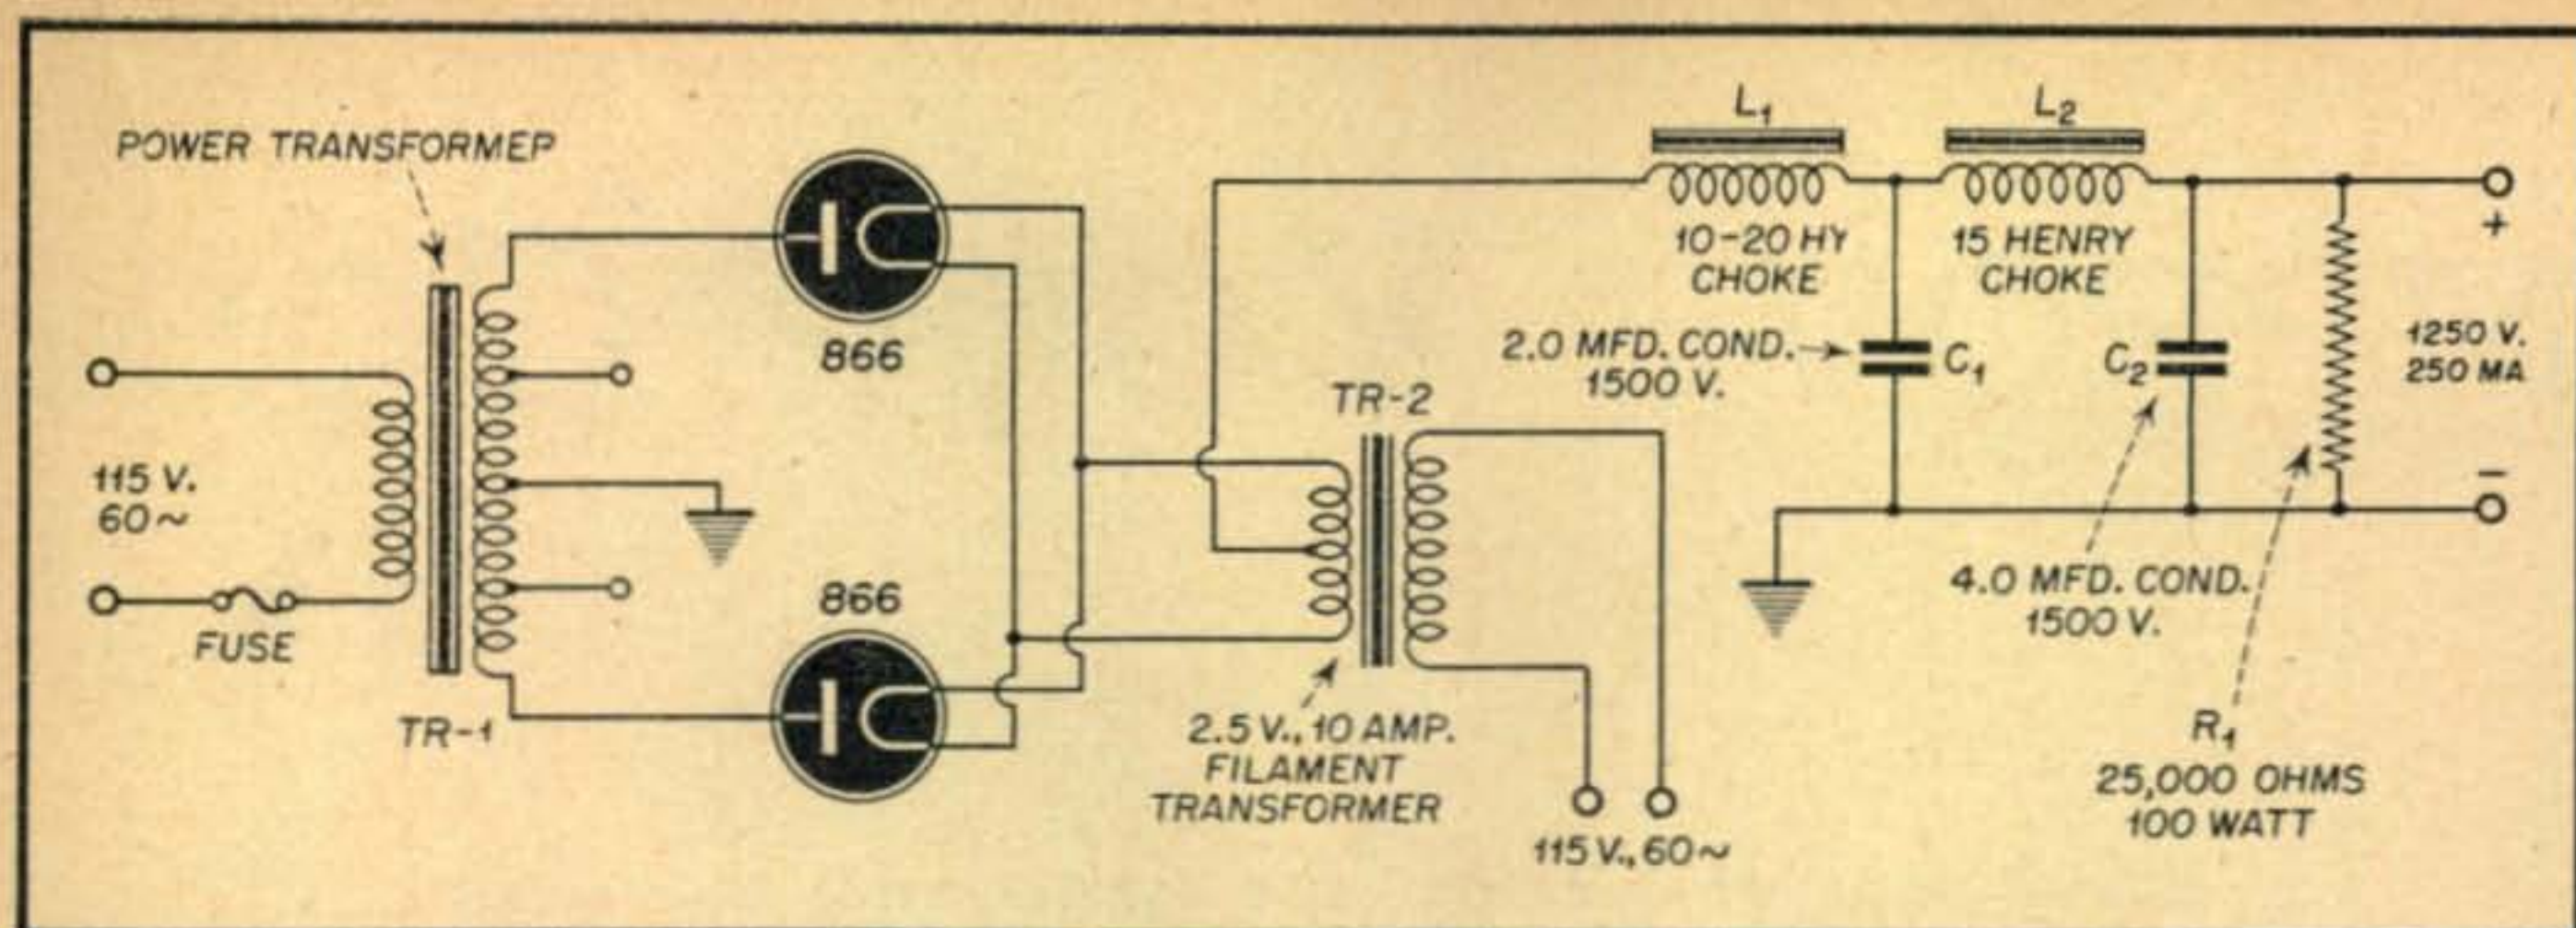 POWER TRANSFORMEP
115 V.
60~
FUSE
TR-1
866
866
TR-2
2.5 V., 10 AMP.
FILAMENT
TRANSFORMER
115 V., 60~
L1
10-20 HY
CHOKE
L2
15 HENRY
CHOKE
2.0 MFD. COND.
1500 V.
C1
C2
4.0 MFD. COND.
1500 V.
R1
25,000 OHMS
100 WATT
+
1250 V.
250 MA
−